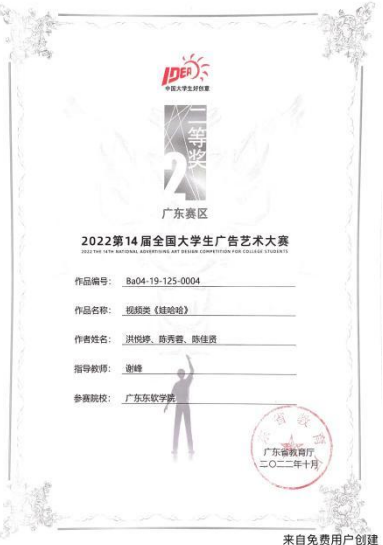 IDEA
中国大学生好创意
二等奖
2
广东赛区
2022第14届全国大学生广告艺术大赛
2022 THE 14TH NATIONAL ADVERTISING ART DESIGN COMPETITION FOR COLLEGE STUDENTS
作品编号： Ba04-19-125-0004
作品名称： 视频类《娃哈哈》
作者姓名： 洪悦婷、陈秀蓉、陈佳贤
指导教师： 谢峰
参赛院校： 广东东软学院
广东省教育厅
二〇二二年十月
来自免费用户创建